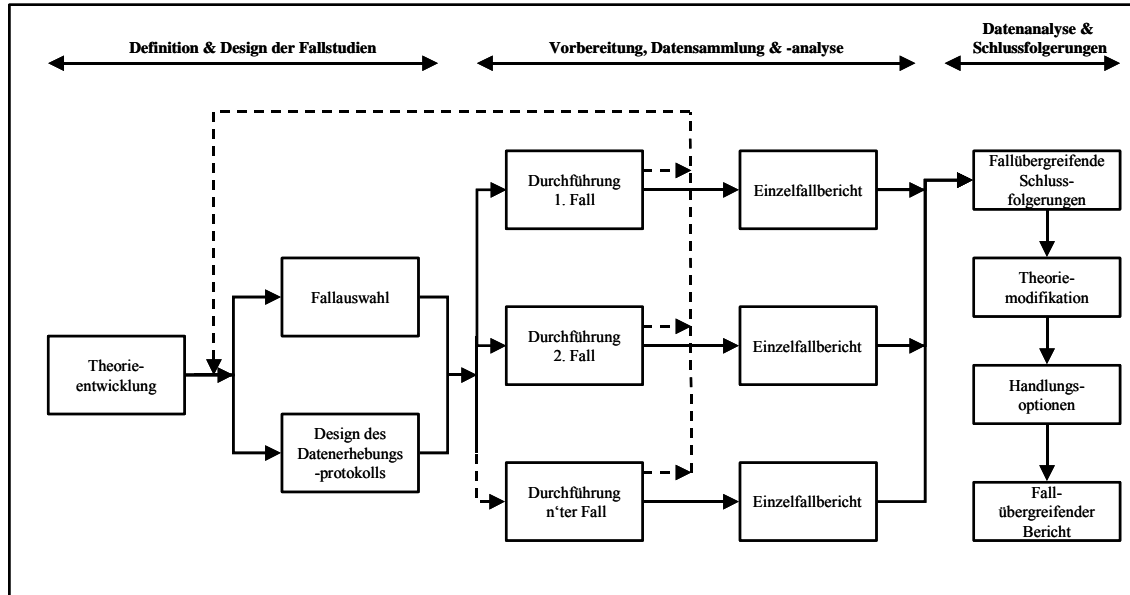 Definition & Design der Fallstudien
Vorbereitung, Datensammlung & -analyse
Datenanalyse &
Schlussfolgerungen
Theorie-
entwicklung
Fallauswahl
Design des
Datenerhebungs
-protokolls
Durchführung
1. Fall
Einzelfallbericht
Durchführung
2. Fall
Einzelfallbericht
Durchführung
n‘ter Fall
Einzelfallbericht
Fallübergreifende
Schluss-
folgerungen
Theorie-
modifikation
Handlungs-
optionen
Fall-
übergreifender
Bericht